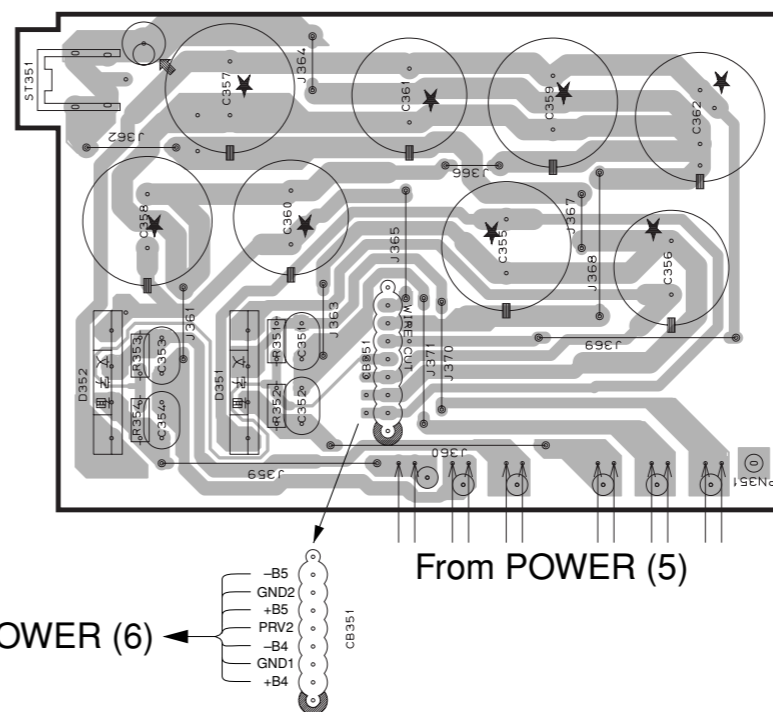 ST351
C357
J364
C361
C359
C362
J362
J366
C358
C360
J365
C355
J367
J368
C356
J361
J363
WIRE CUT
CB351
J371
J370
J369
D352
R353
C353
R354
C354
D351
R351
C351
R352
C352
J360
J359
PN351
From POWER (5)
–B5
GND2
+B5
PRV2
–B4
GND1
+B4
CB351
OWER (6)